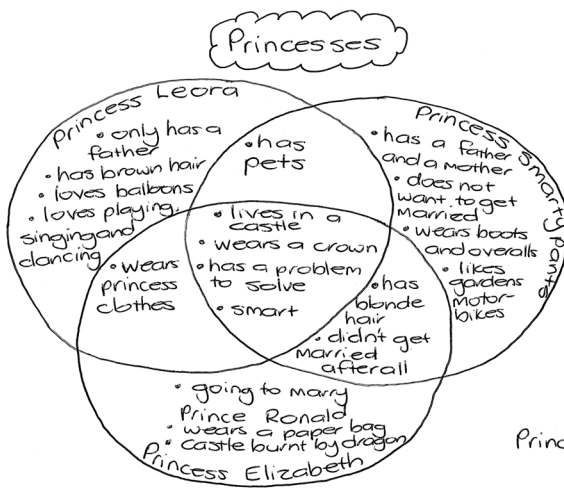 Princesses
Princess Leora
• only has a
father
• has brown hair
• loves balloons
• loves playing,
singing and
dancing
• has
pets
Princess Smartypants
• has a father
and a mother
• does not
want to get
married
• wears boots
and overalls
• likes
gardens
motor-
bikes
• lives in a
castle
• wears a crown
• has a problem
to solve
• smart
• wears
princess
clothes
• has
blonde
hair
• didn't get
married
afterall
• going to marry
Prince Ronald
• wears a paper bag
• castle burnt by dragon
Princess Elizabeth